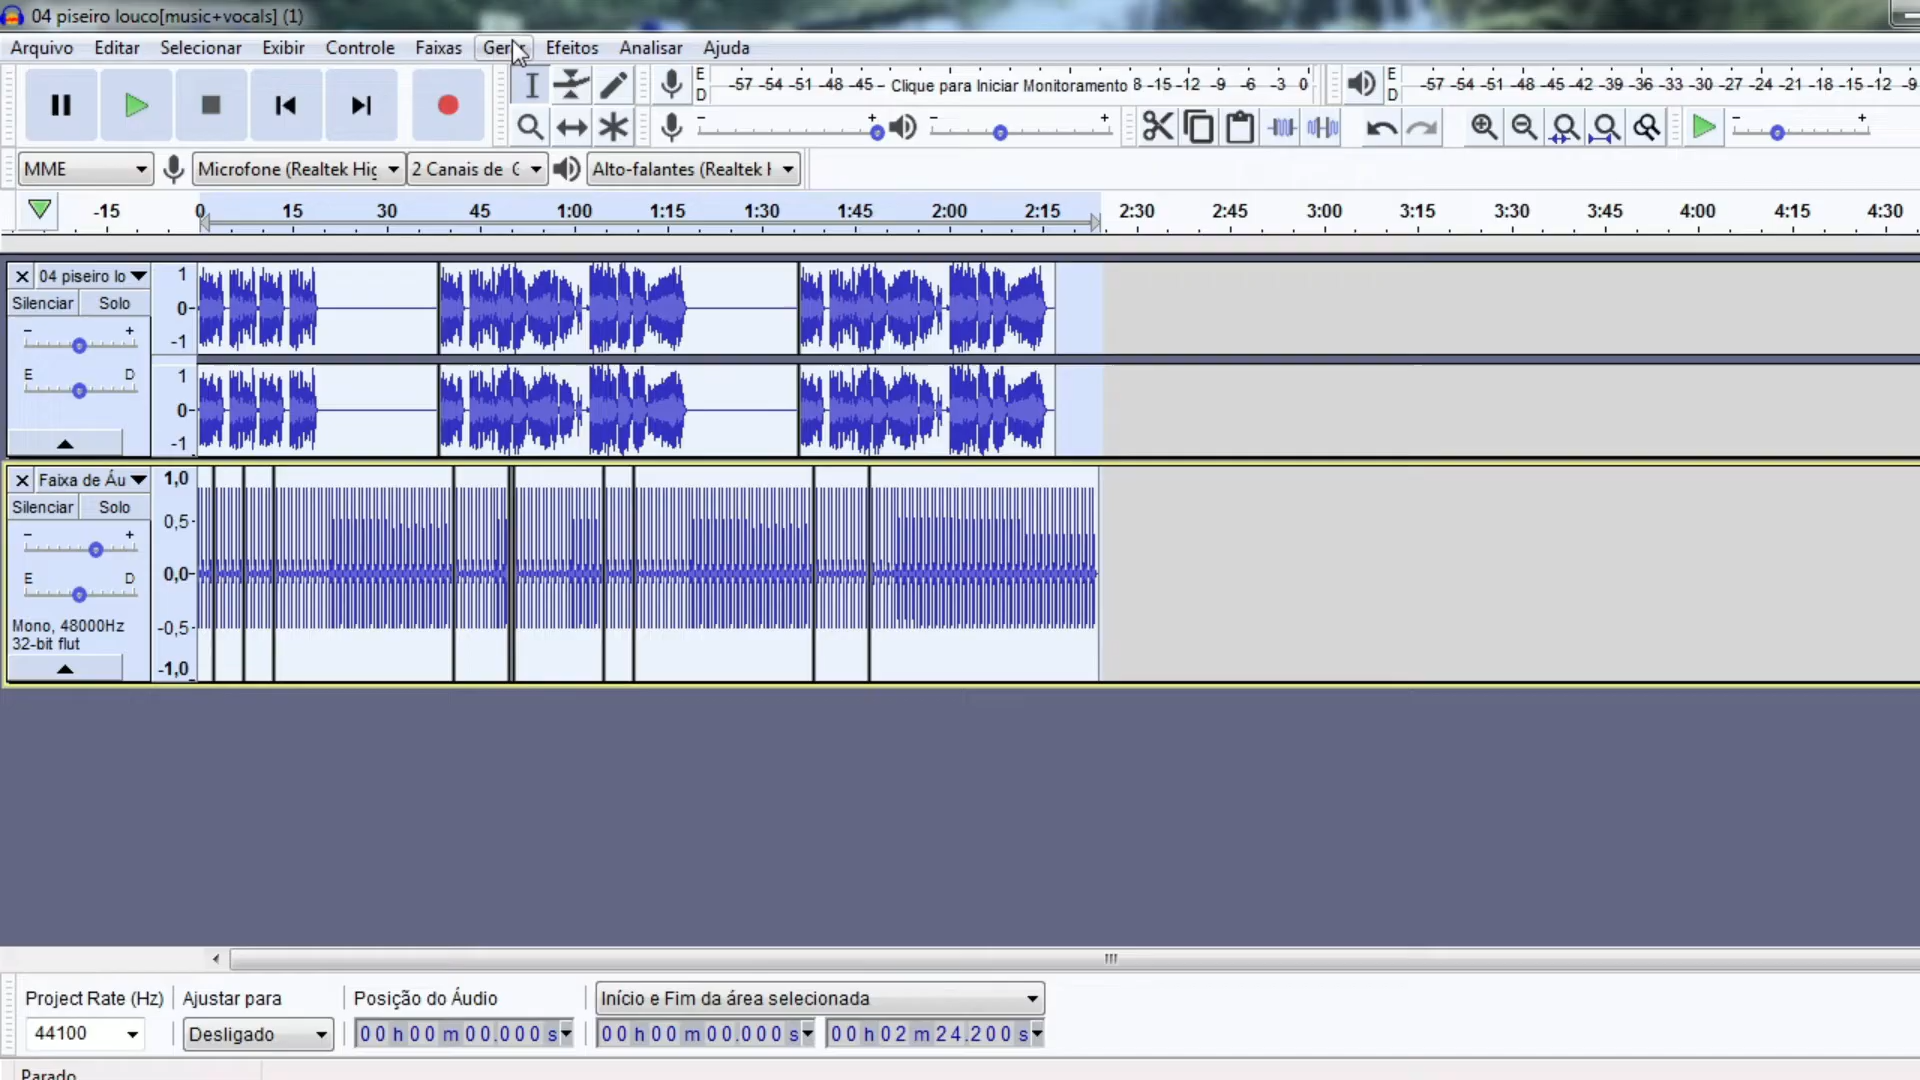 04 piseiro louco[music+vocals] (1)
Arquivo Editar Selecionar Exibir Controle Faixas Ger Efeitos Analisar Ajuda
E D -57 -54 -51 -48 -45 - Clique para Iniciar Monitoramento 8 -15 -12 -9 -6 -3 0
E D -57 -54 -51 -48 -45 -42 -39 -36 -33 -30 -27 -24 -21 -18 -15 -12 -9
- + - + - +
MME Microfone (Realtek Hig 2 Canais de Alto-falantes (Realtek
-15 0 15 30 45 1:00 1:15 1:30 1:45 2:00 2:15 2:30 2:45 3:00 3:15 3:30 3:45 4:00 4:15 4:30
04 piseiro lo
Silenciar Solo
- +
E D
1
0-
-1
1
0-
-1
Faixa de Áu
Silenciar Solo
- +
E D
Mono, 48000Hz
32-bit flut
1,0
0,5-
0,0-
-0,5-
-1,0
Project Rate (Hz) Ajustar para Posição do Áudio Início e Fim da área selecionada
44100 Desligado 00 h 00 m 00.000 s 00 h 00 m 00.000 s 00 h 02 m 24.200 s
Parado